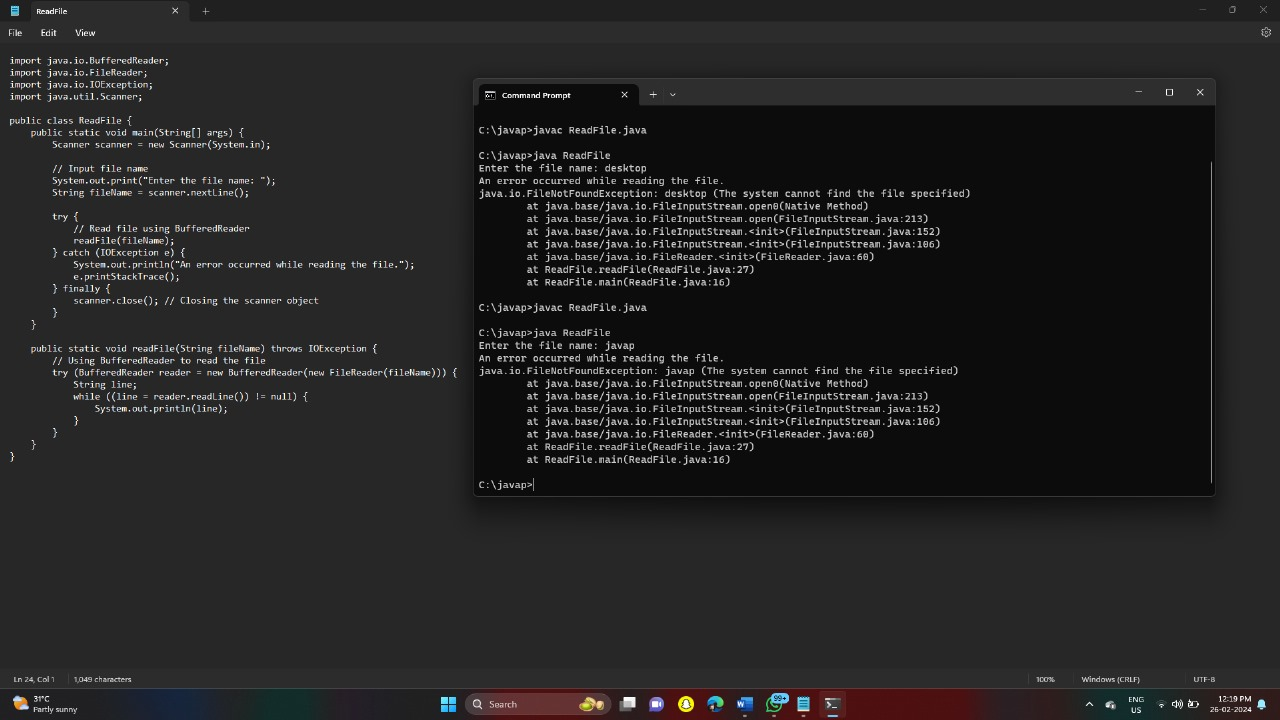 ReadFile
File Edit View
import java.io.BufferedReader;
import java.io.FileReader;
import java.io.IOException;
import java.util.Scanner;
public class ReadFile {
public static void main(String[] args) {
Scanner scanner = new Scanner(System.in);
// Input file name
System.out.print("Enter the file name: ");
String fileName = scanner.nextLine();
try {
// Read file using BufferedReader
readFile(fileName);
} catch (IOException e) {
System.out.println("An error occurred while reading the file.");
e.printStackTrace();
} finally {
scanner.close(); // Closing the scanner object
}
}
public static void readFile(String fileName) throws IOException {
// Using BufferedReader to read the file
try (BufferedReader reader = new BufferedReader(new FileReader(fileName))) {
String line;
while ((line = reader.readLine()) != null) {
System.out.println(line);
}
}
}
}
Command Prompt
C:\javap>javac ReadFile.java
C:\javap>java ReadFile
Enter the file name: desktop
An error occurred while reading the file.
java.io.FileNotFoundException: desktop (The system cannot find the file specified)
at java.base/java.io.FileInputStream.open0(Native Method)
at java.base/java.io.FileInputStream.open(FileInputStream.java:213)
at java.base/java.io.FileInputStream.<init>(FileInputStream.java:152)
at java.base/java.io.FileInputStream.<init>(FileInputStream.java:106)
at java.base/java.io.FileReader.<init>(FileReader.java:60)
at ReadFile.readFile(ReadFile.java:27)
at ReadFile.main(ReadFile.java:16)
C:\javap>javac ReadFile.java
C:\javap>java ReadFile
Enter the file name: javap
An error occurred while reading the file.
java.io.FileNotFoundException: javap (The system cannot find the file specified)
at java.base/java.io.FileInputStream.open0(Native Method)
at java.base/java.io.FileInputStream.open(FileInputStream.java:213)
at java.base/java.io.FileInputStream.<init>(FileInputStream.java:152)
at java.base/java.io.FileInputStream.<init>(FileInputStream.java:106)
at java.base/java.io.FileReader.<init>(FileReader.java:60)
at ReadFile.readFile(ReadFile.java:27)
at ReadFile.main(ReadFile.java:16)
C:\javap>
Ln 24, Col 1 1,049 characters 100% Windows (CRLF) UTF-8
31°C
Partly sunny
Search
99+
ENG
US
12:19 PM
26-02-2024